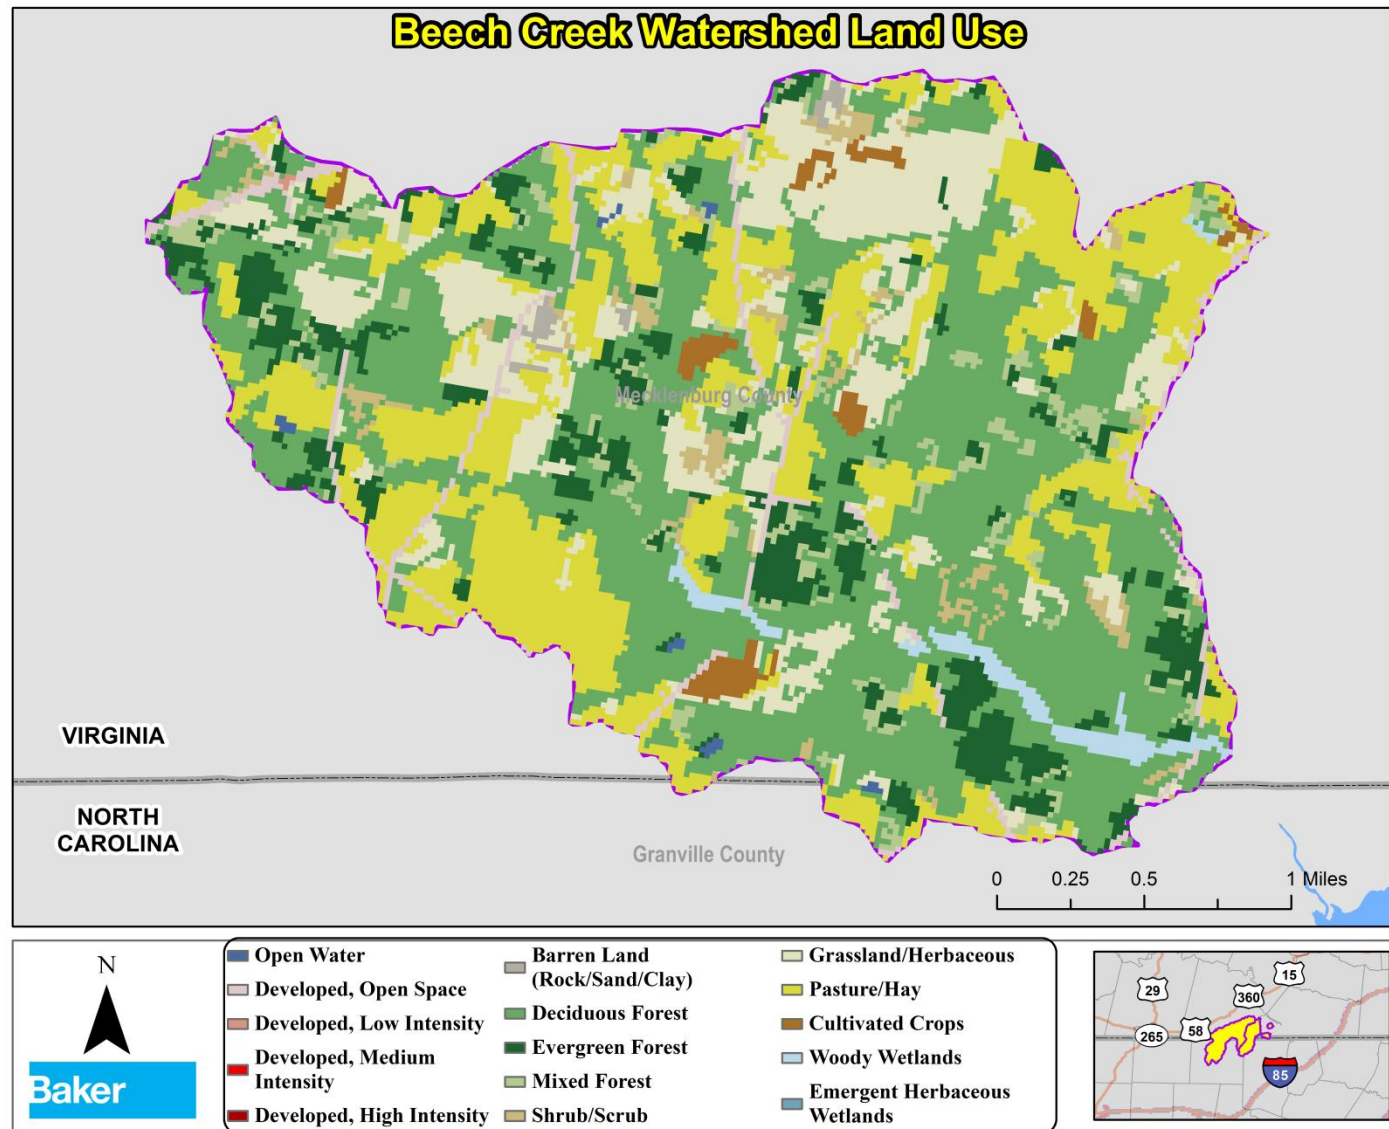 Beech Creek Watershed Land Use
Mecklenburg County
VIRGINIA
NORTH
CAROLINA
Granville County
0 0.25 0.5 1 Miles
N
Baker
Open Water
Developed, Open Space
Developed, Low Intensity
Developed, Medium
Intensity
Developed, High Intensity
Barren Land
(Rock/Sand/Clay)
Deciduous Forest
Evergreen Forest
Mixed Forest
Shrub/Scrub
Grassland/Herbaceous
Pasture/Hay
Cultivated Crops
Woody Wetlands
Emergent Herbaceous
Wetlands
29
15
360
58
265
85